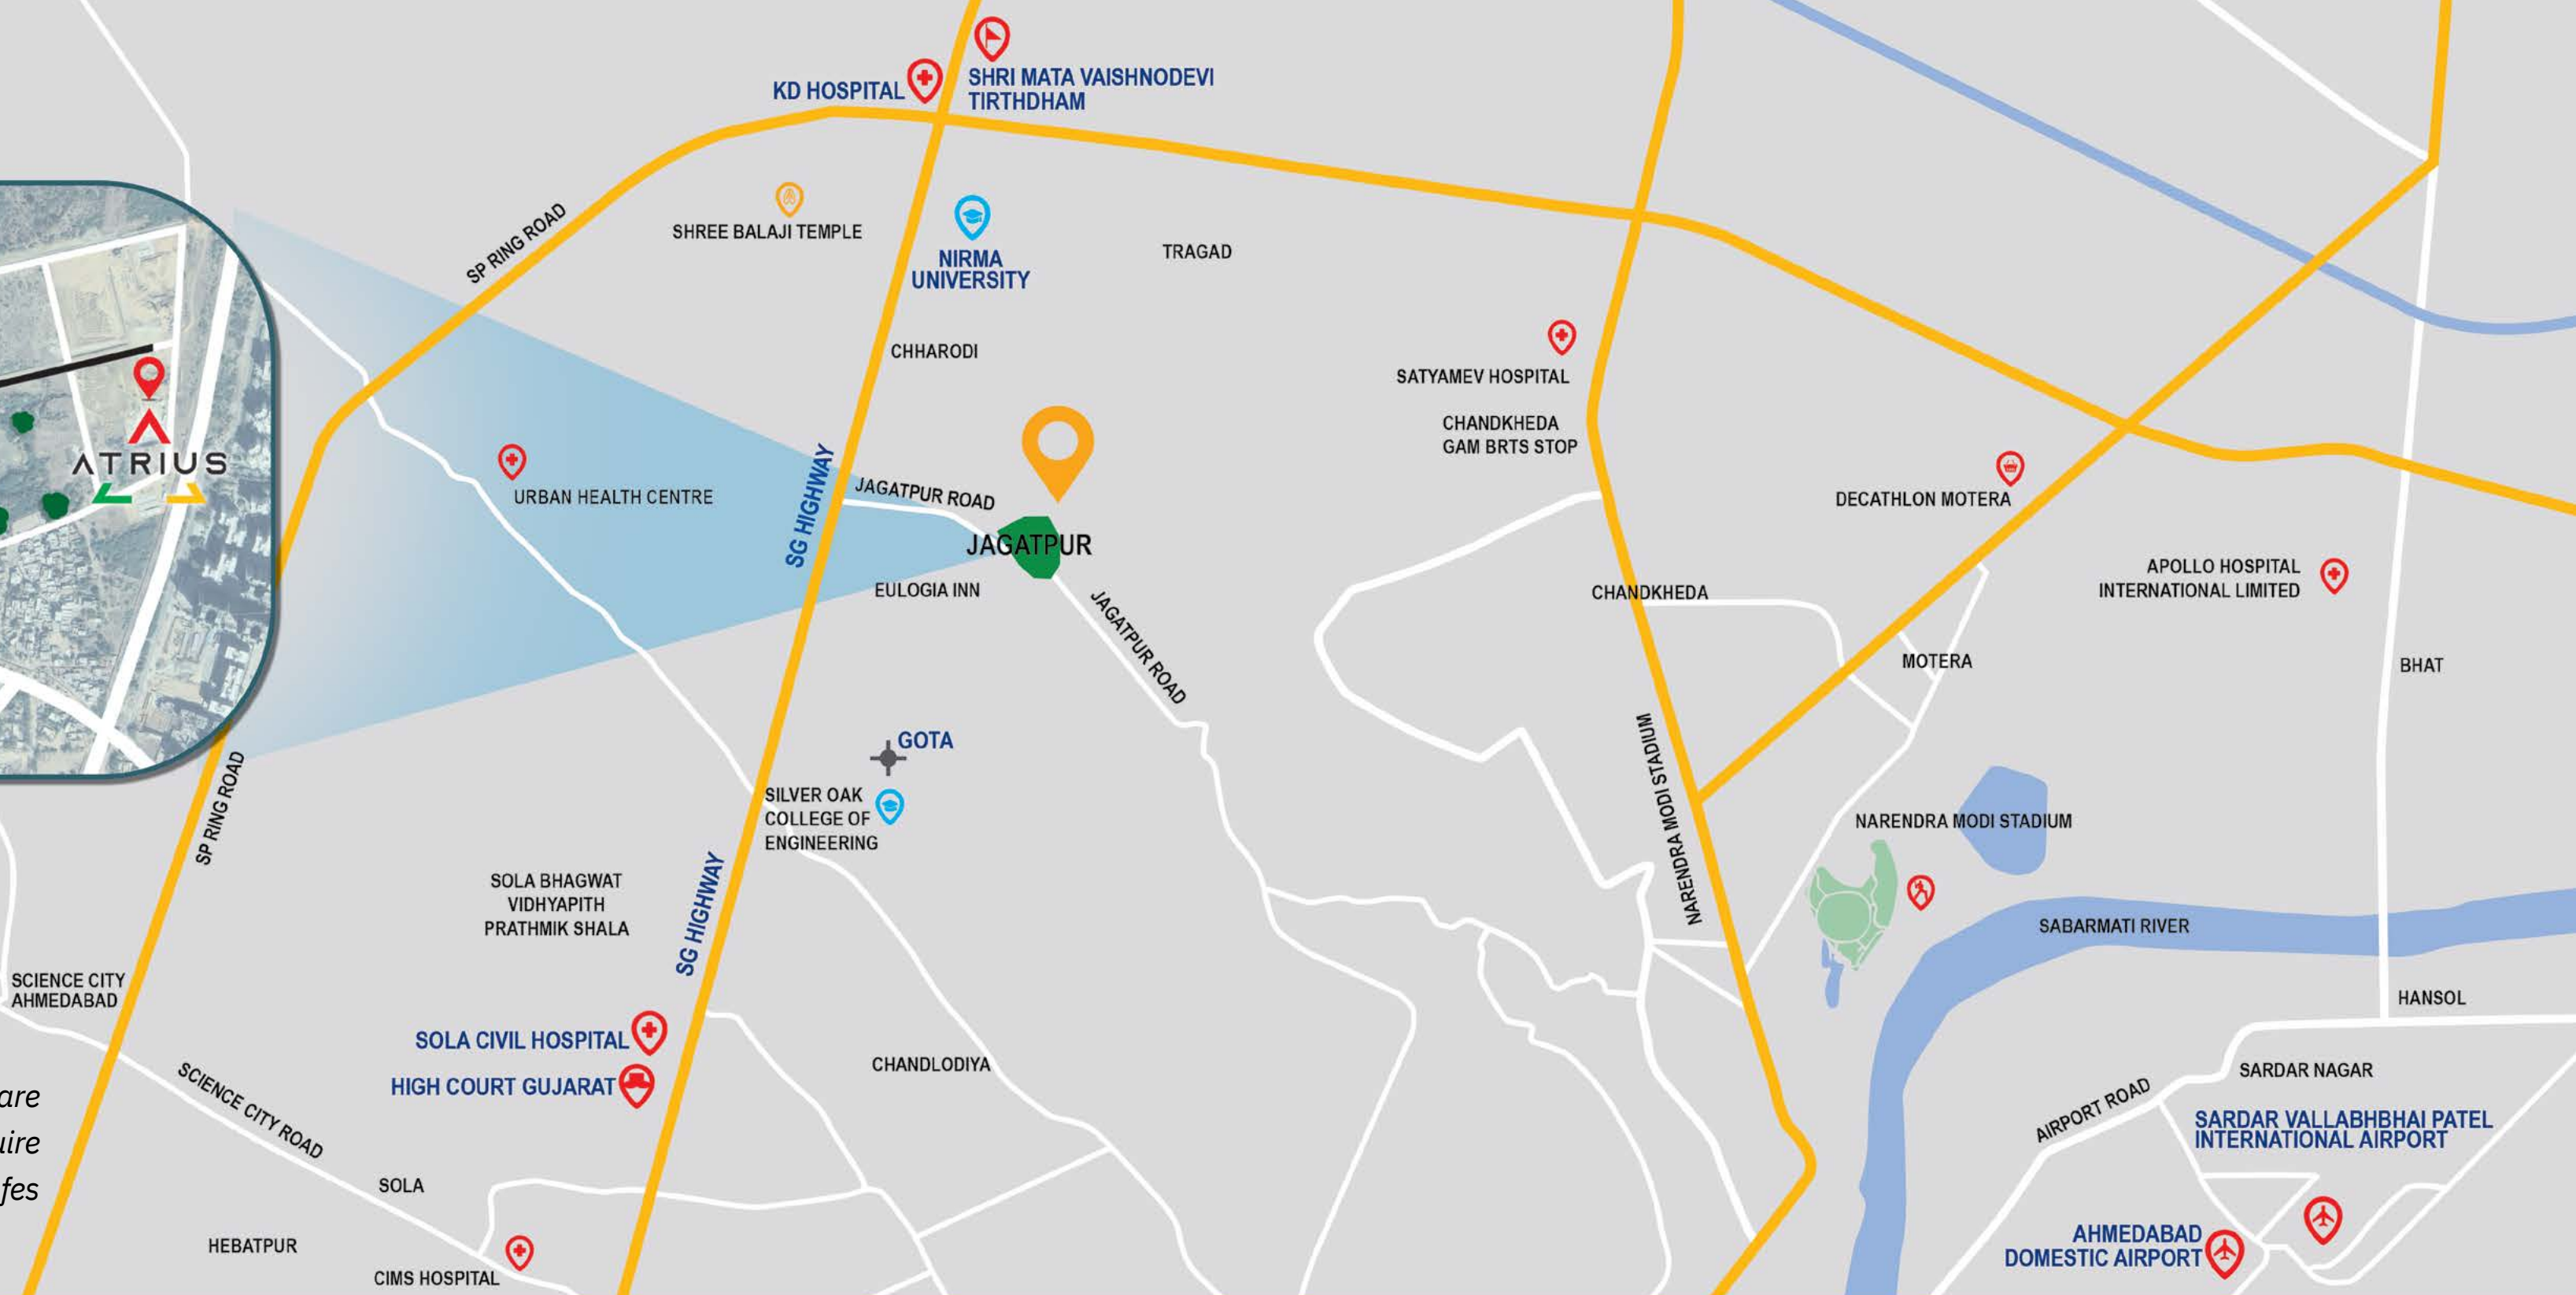 SHRI MATA VAISHNODEVI
TIRTHDHAM
KD HOSPITAL
SP RING ROAD
SHREE BALAJI TEMPLE
NIRMA
UNIVERSITY
TRAGAD
CHHARODI
SATYAMEV HOSPITAL
CHANDKHEDA
GAM BRTS STOP
ATRIUS
URBAN HEALTH CENTRE
SG HIGHWAY
JAGATPUR ROAD
JAGATPUR
EULOGIA INN
JAGATPUR ROAD
DECATHLON MOTERA
APOLLO HOSPITAL
INTERNATIONAL LIMITED
CHANDKHEDA
MOTERA
BHAT
GOTA
SILVER OAK
COLLEGE OF
ENGINEERING
SP RING ROAD
NARENDRA MODI STADIUM
NARENDRA MODI STADIUM
SOLA BHAGWAT
VIDHYAPITH
PRATHMIK SHALA
SG HIGHWAY
SABARMATI RIVER
SCIENCE CITY
AHMEDABAD
HANSOL
SOLA CIVIL HOSPITAL
HIGH COURT GUJARAT
CHANDLODIYA
SARDAR NAGAR
AIRPORT ROAD
SARDAR VALLABHBHAI PATEL
INTERNATIONAL AIRPORT
SCIENCE CITY ROAD
are
uire
fes
SOLA
HEBATPUR
CIMS HOSPITAL
AHMEDABAD
DOMESTIC AIRPORT